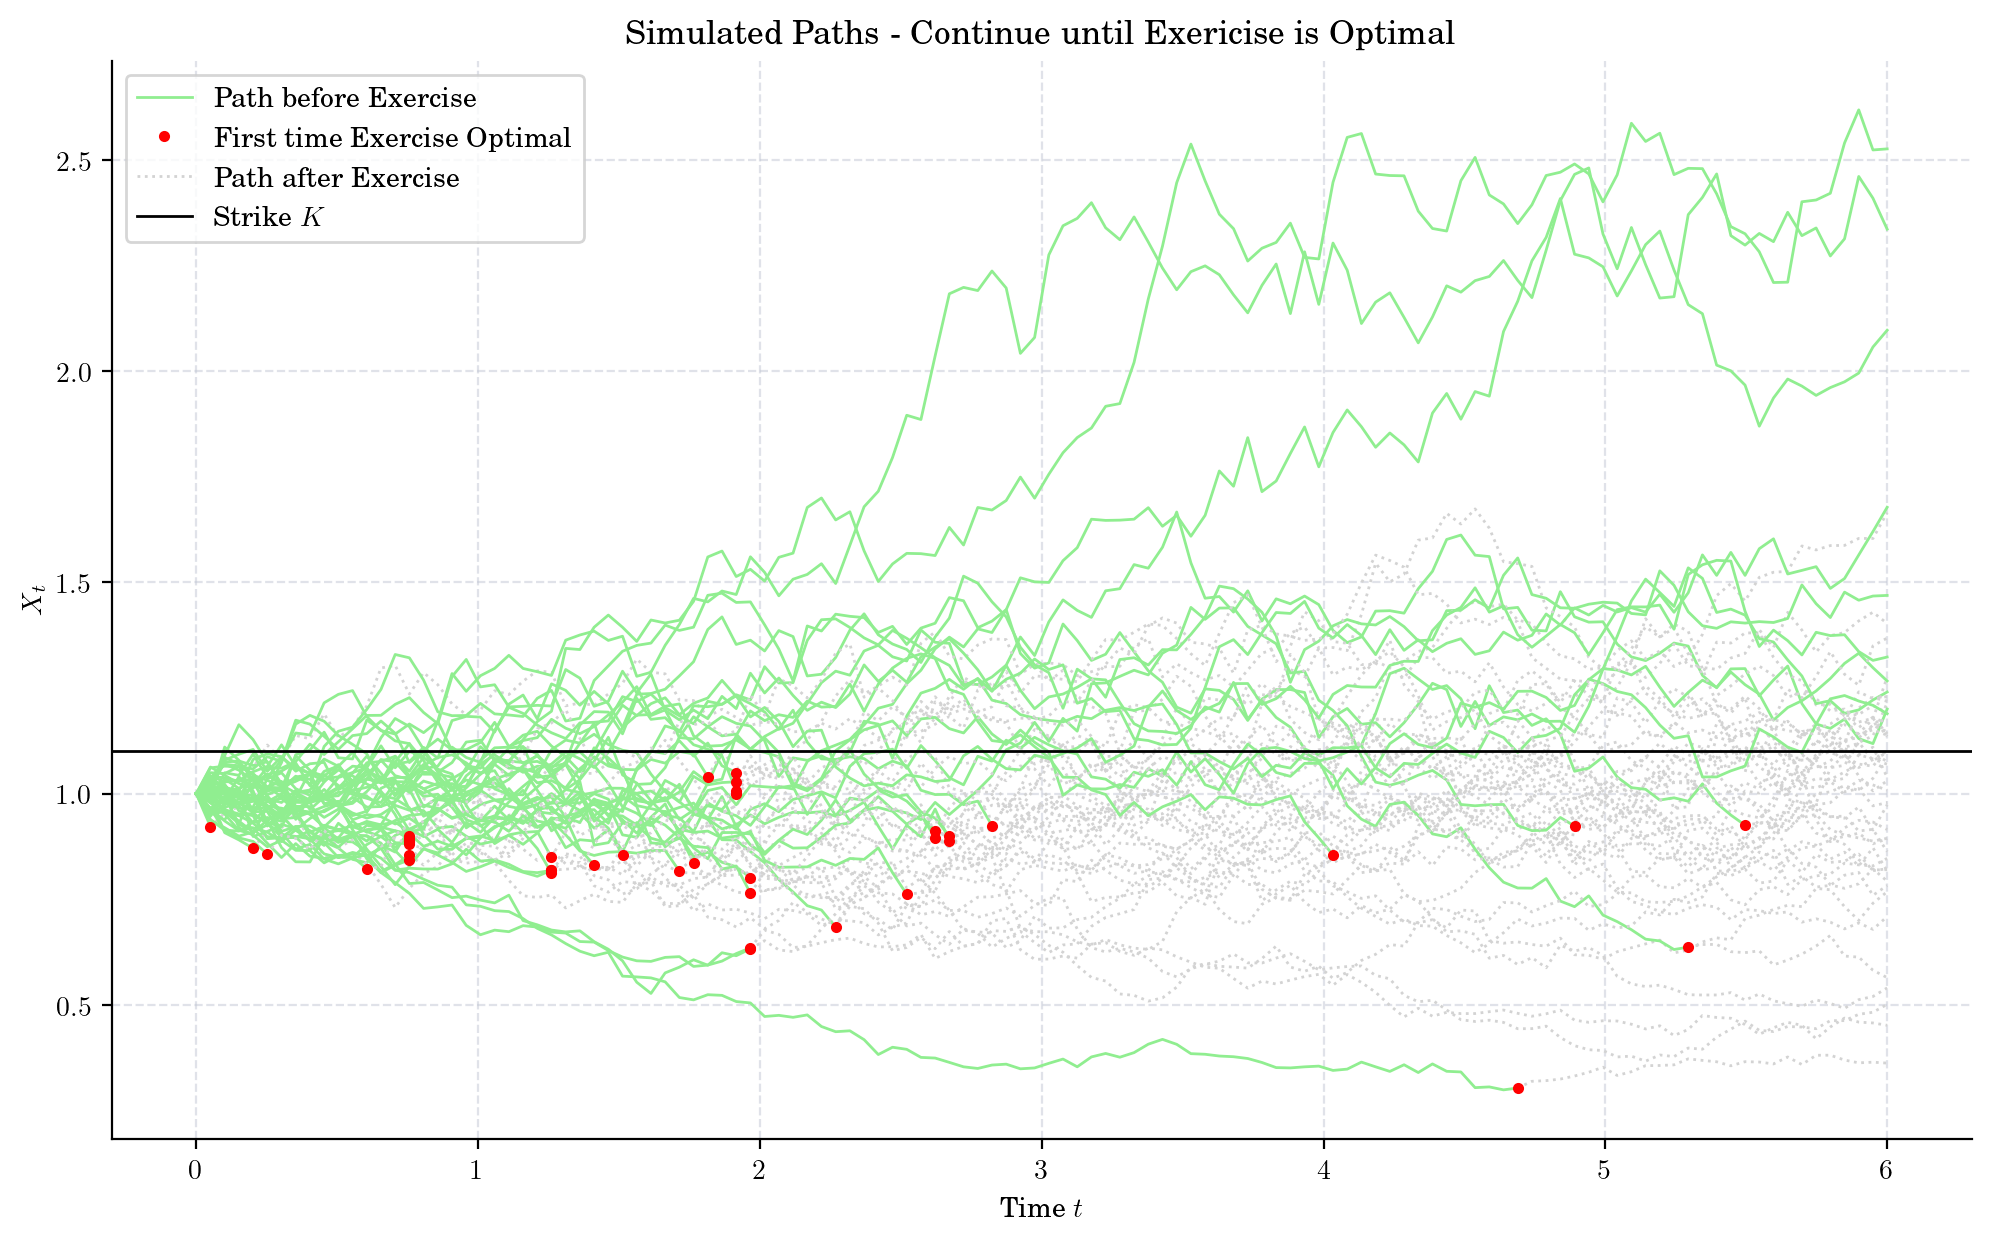 Simulated Paths - Continue until Exericise is Optimal
Path before Exercise
First time Exercise Optimal
Path after Exercise
Strike K
2.5
2.0
1.5
1.0
0.5
X_t
0 1 2 3 4 5 6
Time t